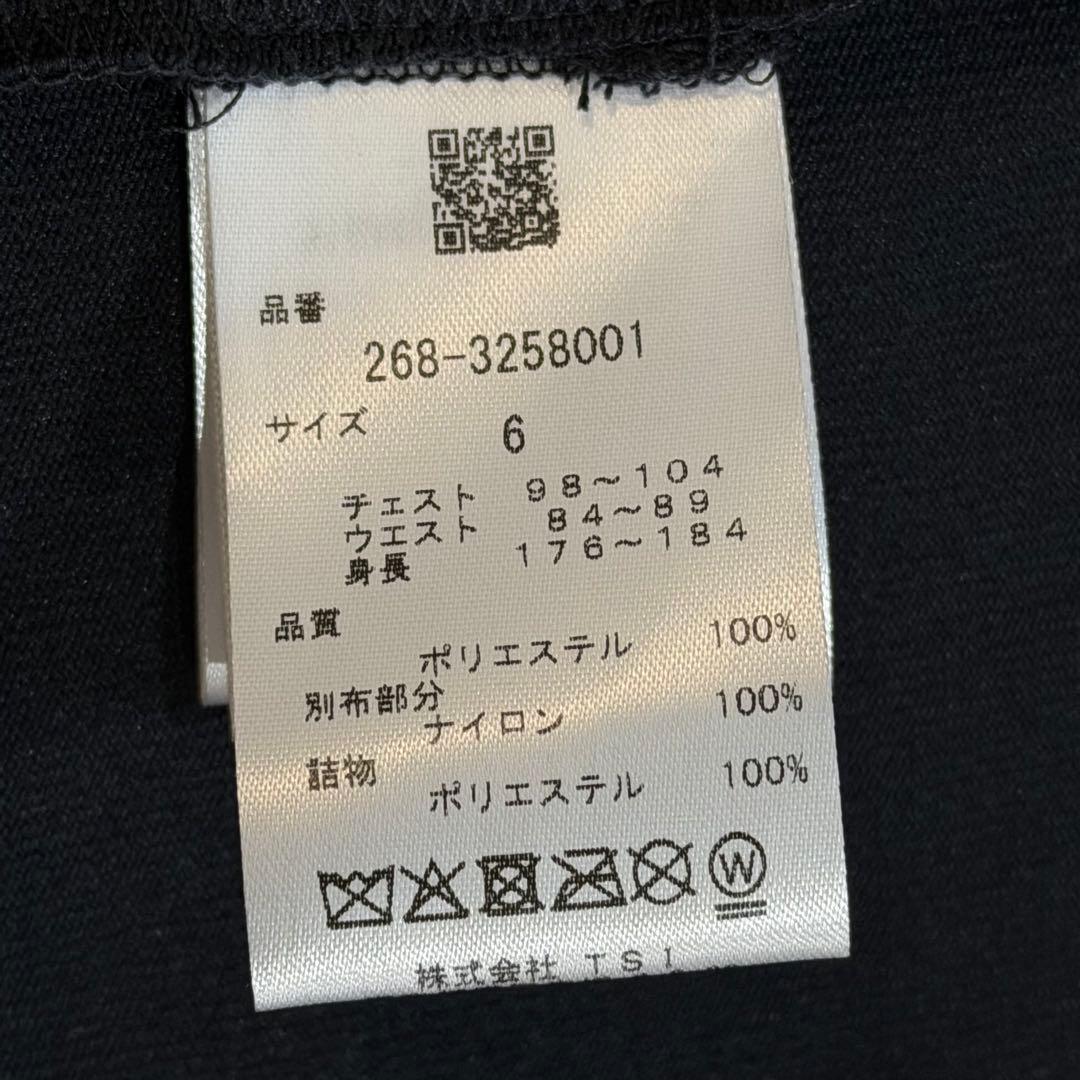 品番
268-3258001
サイズ 6
チェスト 98～104
ウエスト 84～89
身長 176～184
品質
ポリエステル 100%
別布部分
ナイロン 100%
詰物
ポリエステル 100%
W
株式会社 TSI